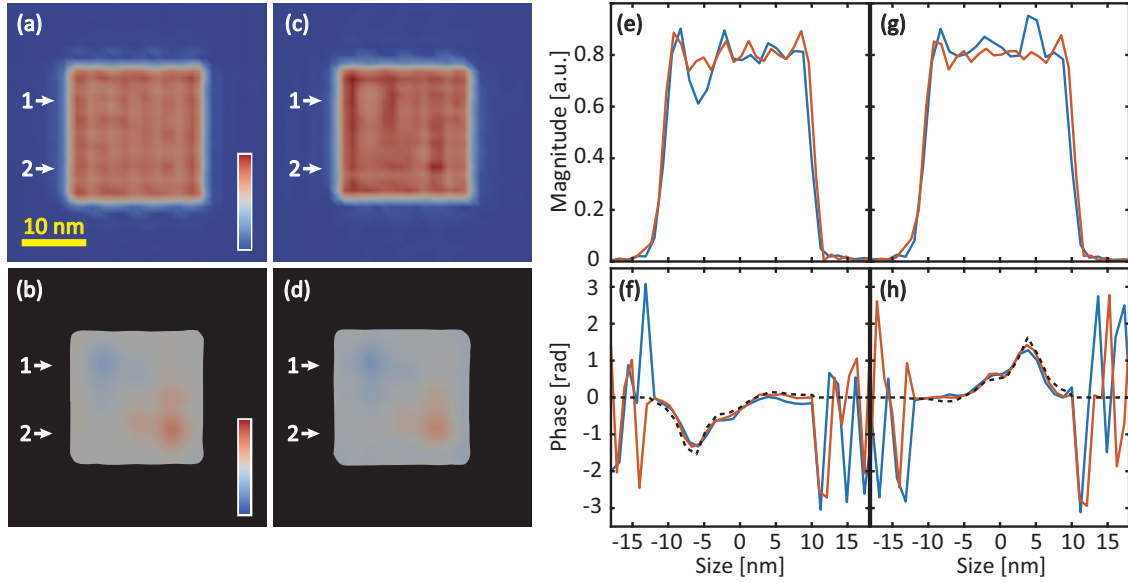 (a)
1
2
10 nm
(c)
1
2
(b)
1
2
(d)
1
2
(e)
(g)
Magnitude [a.u.]
0.8
0.6
0.4
0.2
0
(f)
(h)
Phase [rad]
3
2
1
0
-1
-2
-3
-15 -10 -5 0 5 10 15 -15 -10 -5 0 5 10 15
Size [nm] Size [nm]